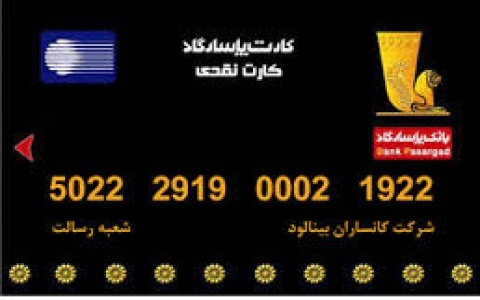 کارت پاسارگاد
کارت نقدی
بانک پاسارگاد
Bank Pasargad
5022 2919 0002 1922
شرکت کانساران بینالود
شعبه رسالت